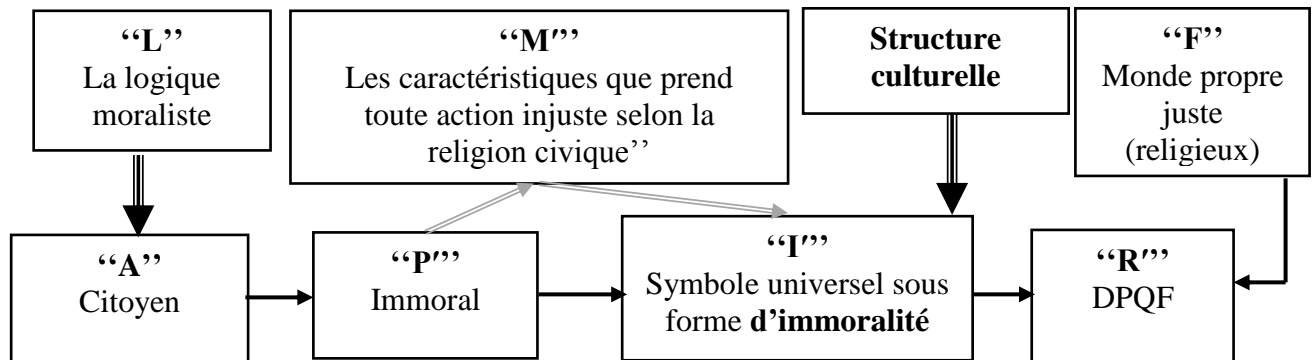 ‘‘L’’
La logique
moraliste
‘‘M′’’
Les caractéristiques que prend
toute action injuste selon la
religion civique’’
Structure
culturelle
‘‘F’’
Monde propre
juste
(religieux)
‘‘A’’
Citoyen
‘‘P′’’
Immoral
‘‘I′’’
Symbole universel sous
forme d’immoralité
‘‘R′’’
DPQF